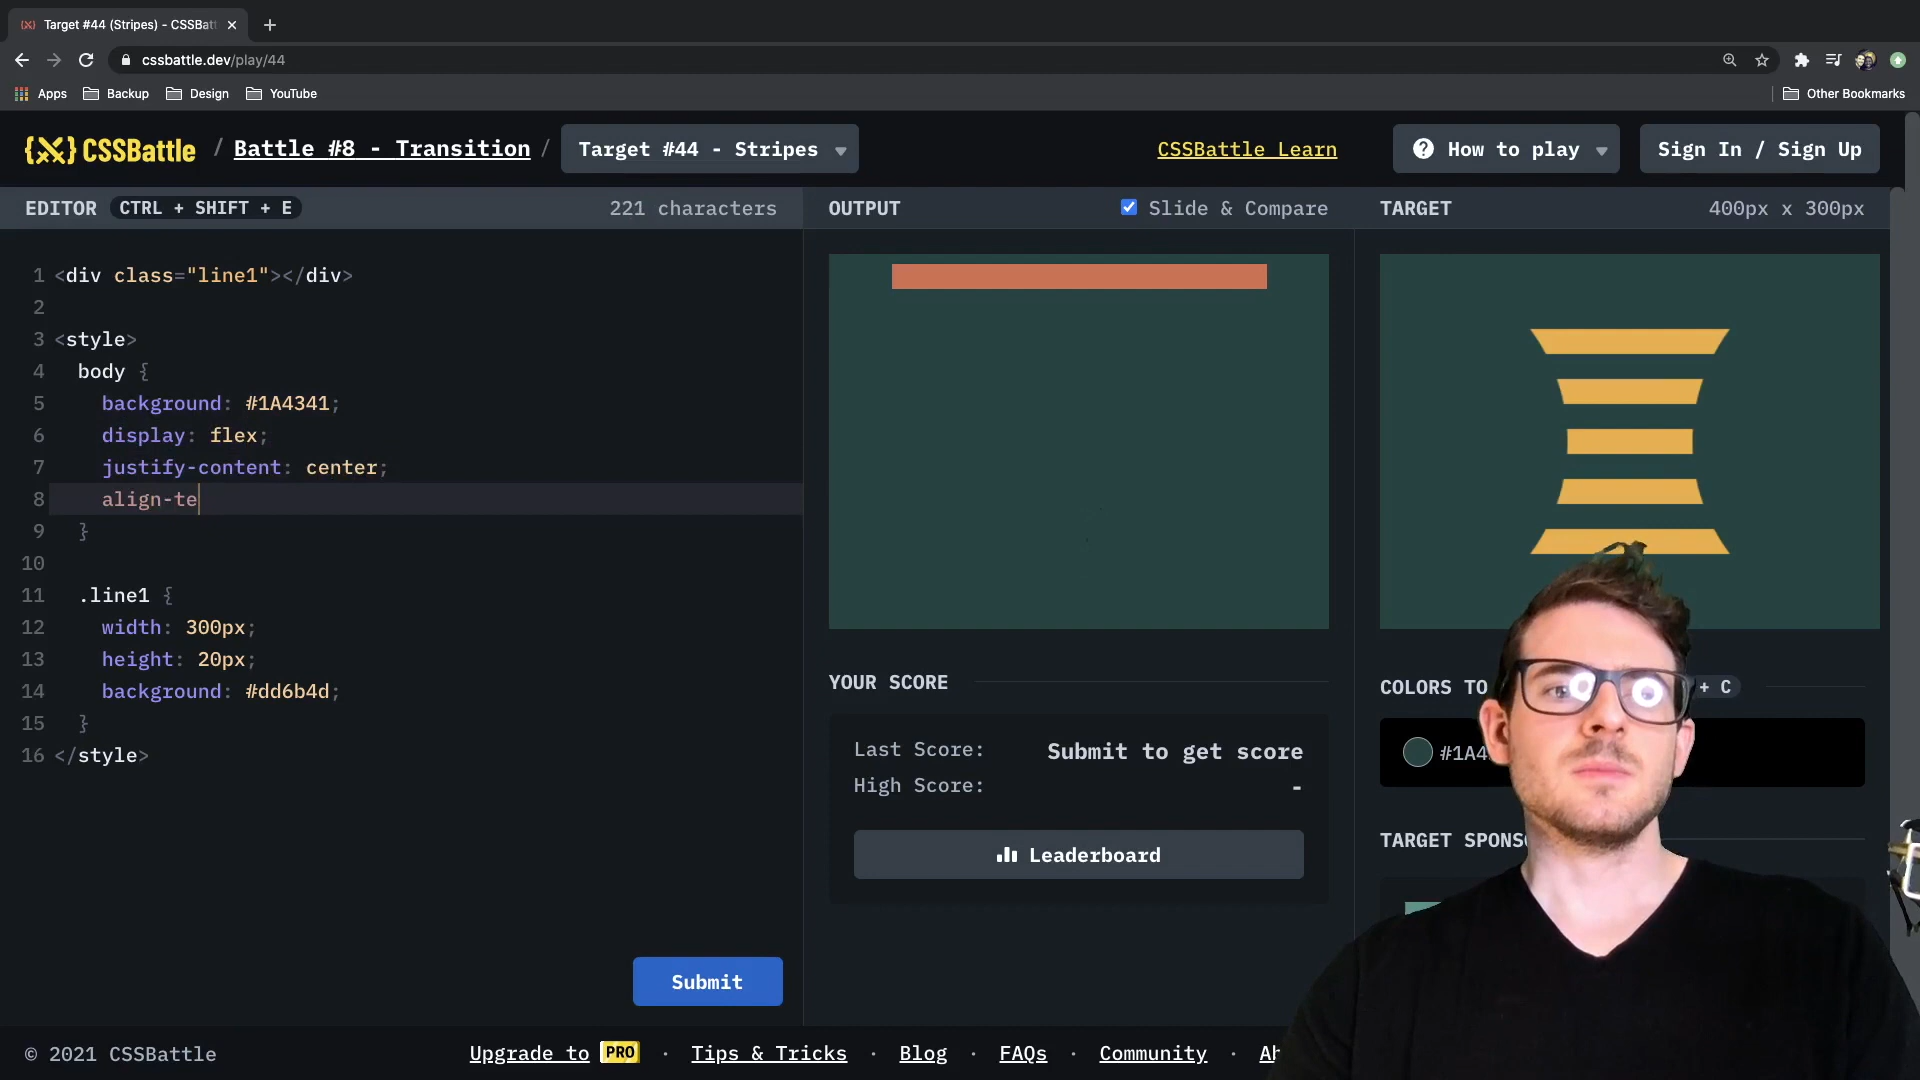 Target #44 (Stripes) - CSSBat
cssbattle.dev/play/44
Apps Backup Design YouTube Other Bookmarks
{X} CSSBattle / Battle #8 - Transition / Target #44 - Stripes CSSBattle Learn How to play Sign In / Sign Up
EDITOR CTRL + SHIFT + E 221 characters OUTPUT Slide & Compare TARGET 400px x 300px
1 <div class="line1"></div>
2
3 <style>
4 body {
5 background: #1A4341;
6 display: flex;
7 justify-content: center;
8 align-te
9 }
10
11 .line1 {
12 width: 300px;
13 height: 20px;
14 background: #dd6b4d;
15 }
16 </style>
YOUR SCORE
Last Score: Submit to get score
High Score: -
Leaderboard
COLORS TO + C
#1A4
TARGET SPONS
Submit
© 2021 CSSBattle Upgrade to PRO · Tips & Tricks · Blog · FAQs · Community · Ab